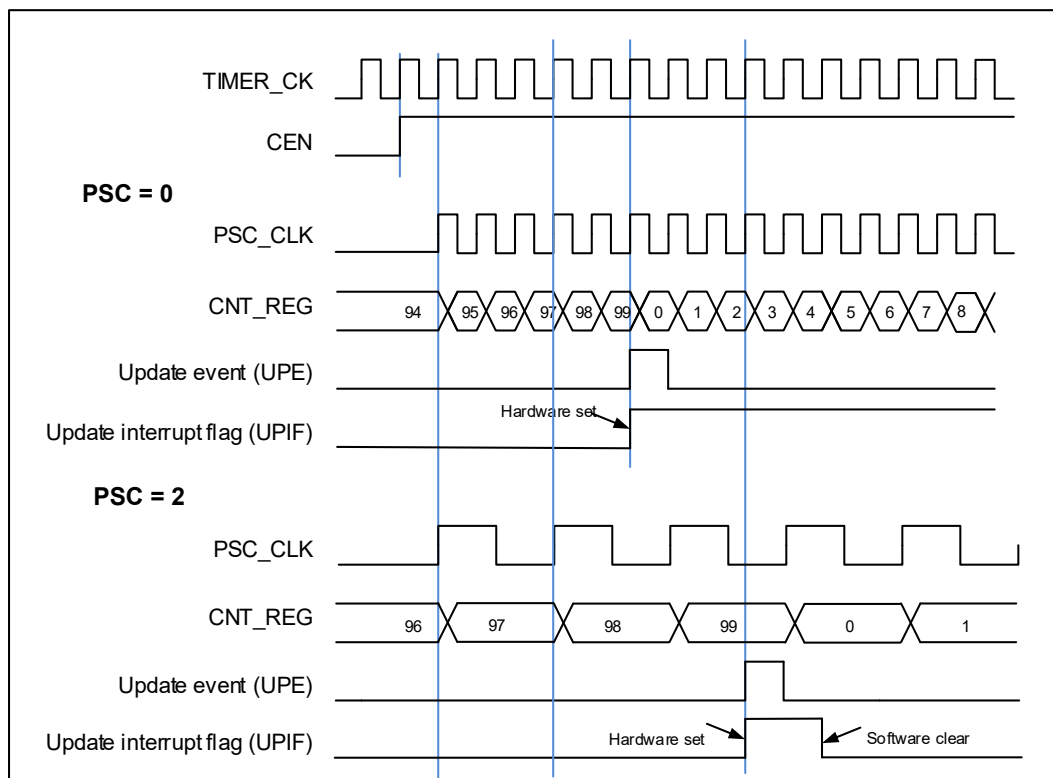 TIMER_CK
CEN
PSC = 0
PSC_CLK
CNT_REG 94 95 96 97 98 99 0 1 2 3 4 5 6 7 8
Update event (UPE)
Hardware set
Update interrupt flag (UPIF)
PSC = 2
PSC_CLK
CNT_REG 96 97 98 99 0 1
Update event (UPE)
Update interrupt flag (UPIF) Hardware set Software clear